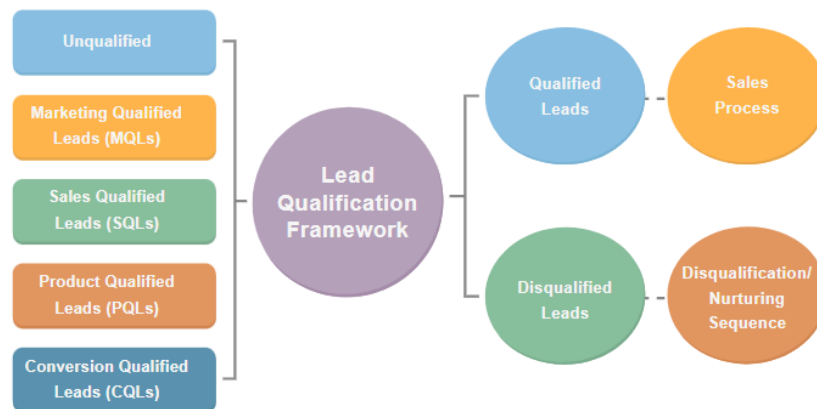 Unqualified
Marketing Qualified
Leads (MQLs)
Sales Qualified
Leads (SQLs)
Product Qualified
Leads (PQLs)
Conversion Qualified
Leads (CQLs)
Lead
Qualification
Framework
Qualified
Leads
Sales
Process
Disqualified
Leads
Disqualification/
Nurturing
Sequence